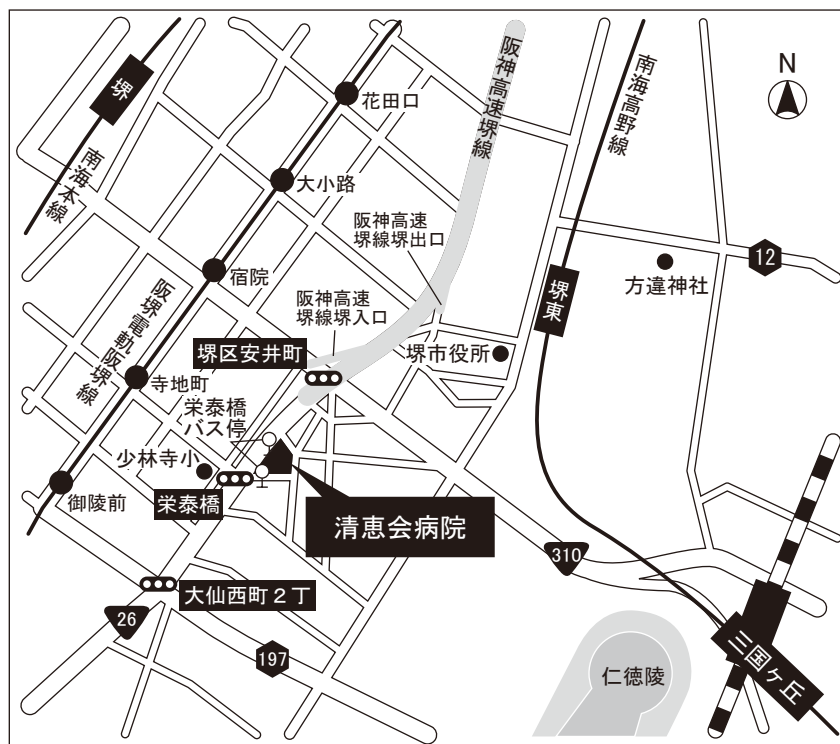 堺
南海本線
花田口
大小路
宿院
阪堺電軌阪堺線
寺地町
御陵前
阪神高速堺線
阪神高速
堺線堺出口
阪神高速
堺線堺入口
堺区安井町
栄泰橋
バス停
少林寺小
栄泰橋
清恵会病院
大仙西町2丁
26
197
310
12
堺市役所
堺東
南海高野線
方違神社
N
仁徳陵
三国ヶ丘